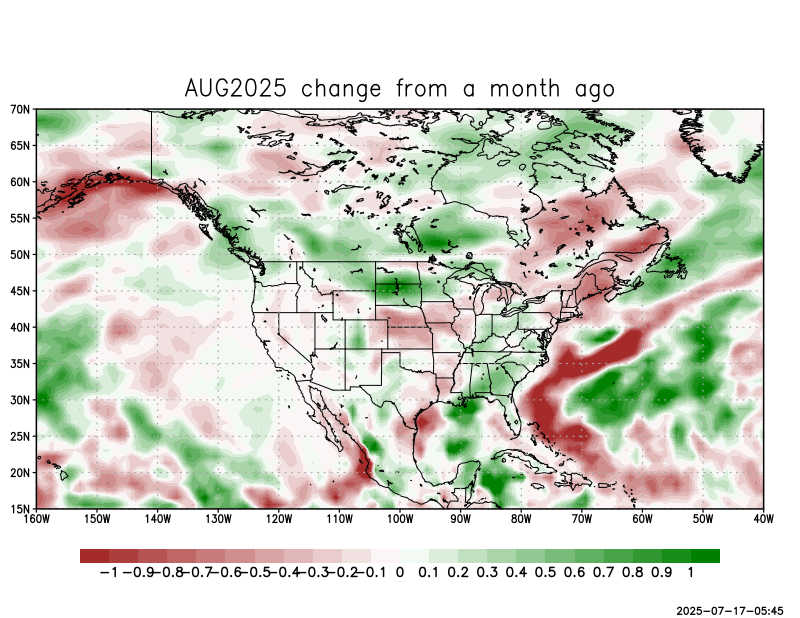 AUG2025 change from a month ago
70N
65N
60N
55N
50N
45N
40N
35N
30N
25N
20N
15N
160W 150W 140W 130W 120W 110W 100W 90W 80W 70W 60W 50W 40W
-1 -0.9 -0.8 -0.7 -0.6 -0.5 -0.4 -0.3 -0.2 -0.1 0 0.1 0.2 0.3 0.4 0.5 0.6 0.7 0.8 0.9 1
2025-07-17-05:45